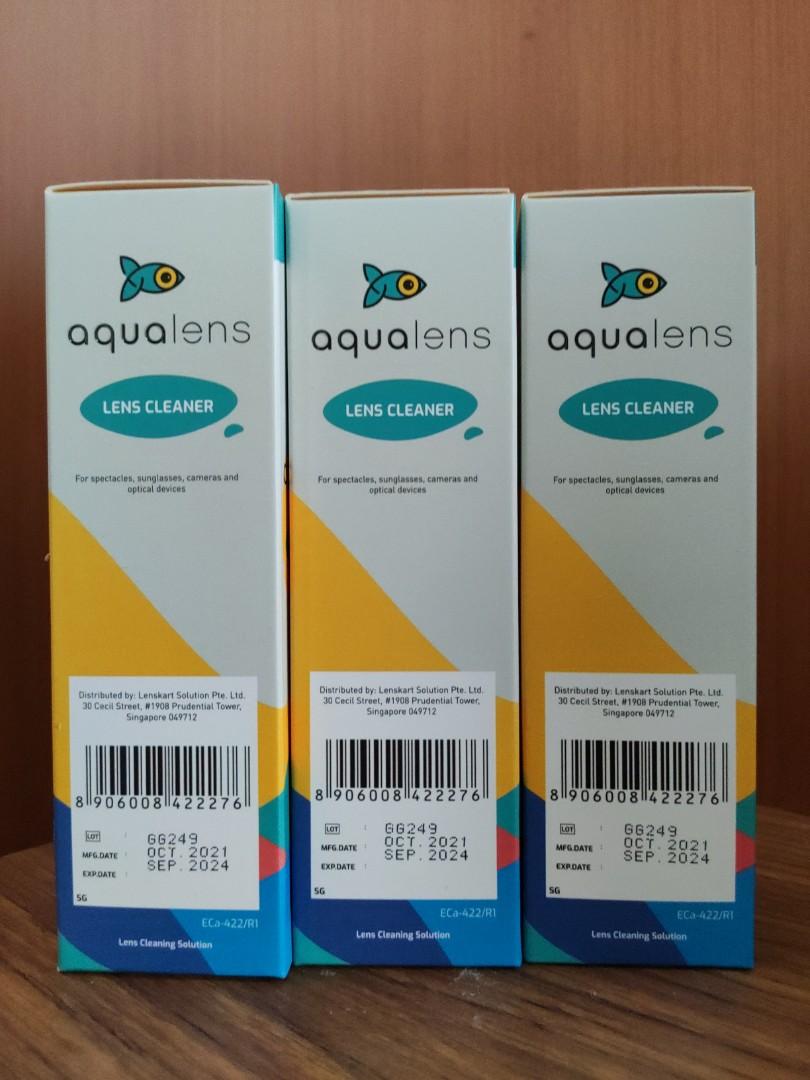 aqualens
LENS CLEANER
For spectacles, sunglasses, cameras and
optical devices
Distributed by: Lenskart Solution Pte. Ltd.
30 Cecil Street, #1908 Prudential Tower,
Singapore 049712
8 906008 422276
LOT : GG249
MFG.DATE : OCT. 2021
EXP.DATE SEP. 2024
SG
ECa-422/R1
Lens Cleaning Solution
aqualens
LENS CLEANER
For spectacles, sunglasses, cameras and
optical devices
Distributed by: Lenskart Solution Pte. Ltd.
30 Cecil Street, #1908 Prudential Tower,
Singapore 049712
8 906008 422276
LOT : GG249
MFG.DATE : OCT. 2021
EXP.DATE SEP. 2024
SG
ECa-422/R1
Lens Cleaning Solution
aqualens
LENS CLEANER
For spectacles, sunglasses, cameras and
optical devices
Distributed by: Lenskart Solution Pte. Ltd.
30 Cecil Street, #1908 Prudential Tower,
Singapore 049712
8 906008 422276
LOT : GG249
MFG.DATE : OCT. 2021
EXP.DATE SEP. 2024
SG
ECa-422/R1
Lens Cleaning Solution